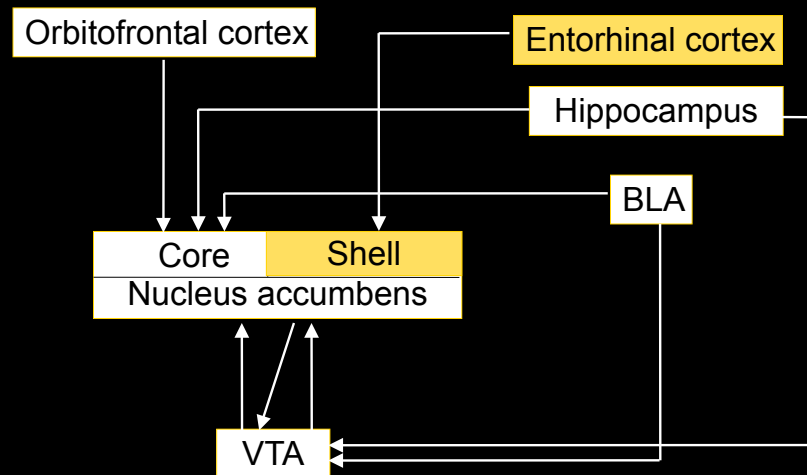 Orbitofrontal cortex
Entorhinal cortex
Hippocampus
BLA
Core
Shell
Nucleus accumbens
VTA